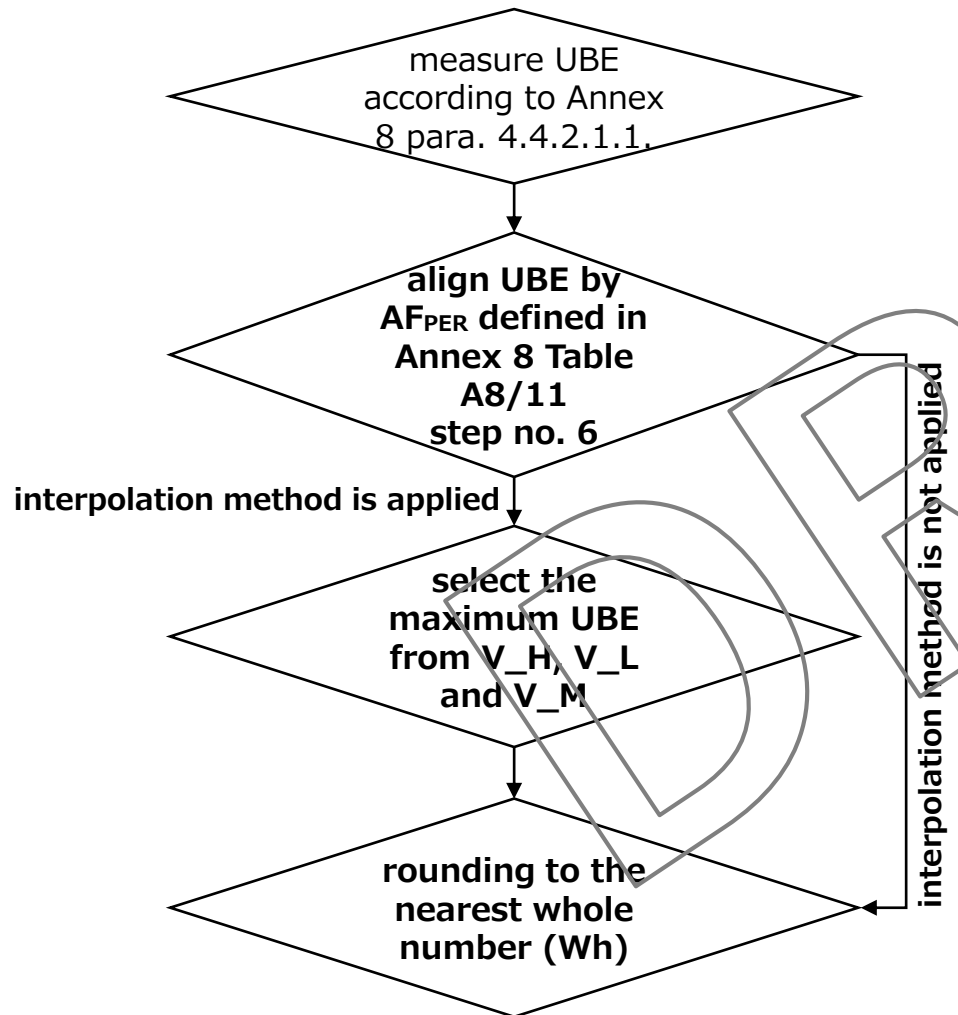 measure UBE
according to Annex
8 para. 4.4.2.1.1.
align UBE by
AFPER defined in
Annex 8 Table
A8/11
step no. 6
interpolation method is applied
interpolation method is not applied
select the
maximum UBE
from V_H, V_L
and V_M
rounding to the
nearest whole
number (Wh)
DR